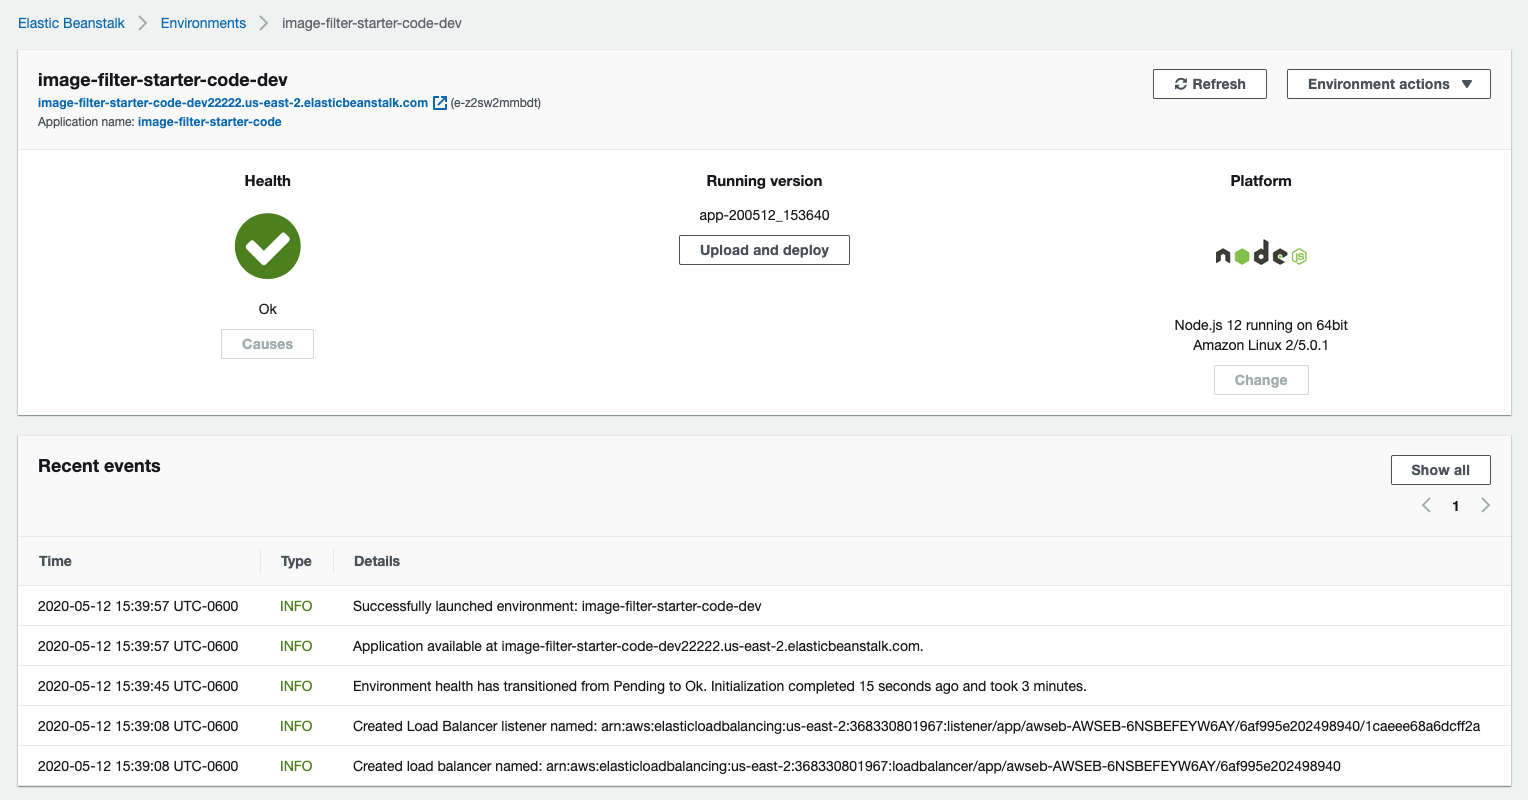 Elastic Beanstalk > Environments > image-filter-starter-code-dev
image-filter-starter-code-dev
Refresh
Environment actions ▼
image-filter-starter-code-dev22222.us-east-2.elasticbeanstalk.com (e-z2sw2mmbdt)
Application name: image-filter-starter-code
Health
Ok
Causes
Running version
app-200512_153640
Upload and deploy
Platform
node JS
Node.js 12 running on 64bit
Amazon Linux 2/5.0.1
Change
Recent events
Show all
< 1 >
Time Type Details
2020-05-12 15:39:57 UTC-0600 INFO Successfully launched environment: image-filter-starter-code-dev
2020-05-12 15:39:57 UTC-0600 INFO Application available at image-filter-starter-code-dev22222.us-east-2.elasticbeanstalk.com.
2020-05-12 15:39:45 UTC-0600 INFO Environment health has transitioned from Pending to Ok. Initialization completed 15 seconds ago and took 3 minutes.
2020-05-12 15:39:08 UTC-0600 INFO Created Load Balancer listener named: arn:aws:elasticloadbalancing:us-east-2:368330801967:listener/app/awseb-AWSEB-6NSBEFEYW6AY/6af995e202498940/1caeee68a6dcff2a
2020-05-12 15:39:08 UTC-0600 INFO Created load balancer named: arn:aws:elasticloadbalancing:us-east-2:368330801967:loadbalancer/app/awseb-AWSEB-6NSBEFEYW6AY/6af995e202498940